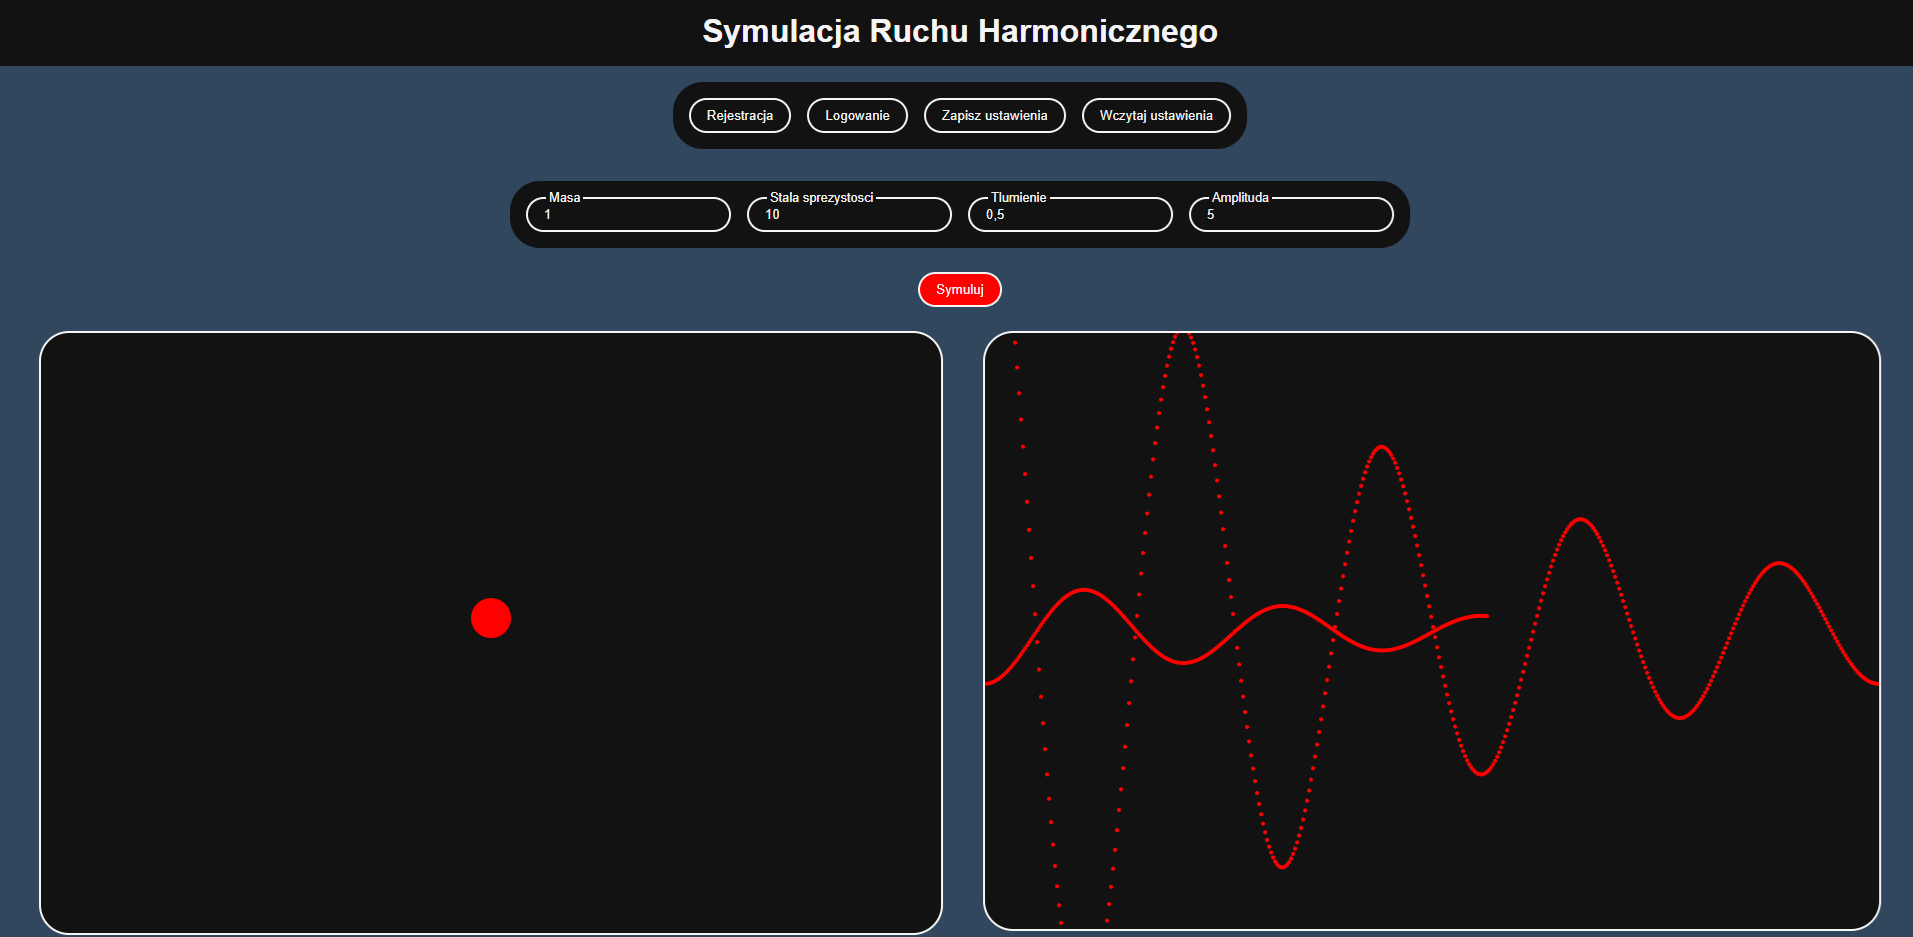 Symulacja Ruchu Harmonicznego
Rejestracja
Logowanie
Zapisz ustawienia
Wczytaj ustawienia
Masa
1
Stala sprezystosci
10
Tlumienie
0,5
Amplituda
5
Symuluj